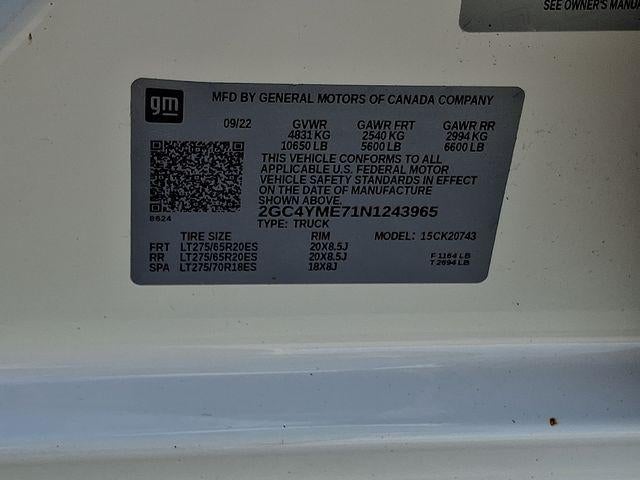 SEE OWNER'S MANUA
gm
MFD BY GENERAL MOTORS OF CANADA COMPANY
09/22 GVWR GAWR FRT GAWR RR
4831 KG 2540 KG 2994 KG
10650 LB 5600 LB 6600 LB
THIS VEHICLE CONFORMS TO ALL
APPLICABLE U.S. FEDERAL MOTOR
VEHICLE SAFETY STANDARDS IN EFFECT
ON THE DATE OF MANUFACTURE
SHOWN ABOVE.
2GC4YME71N1243965
8624
TYPE: TRUCK
TIRE SIZE RIM MODEL: 15CK20743
FRT LT275/65R20ES 20X8.5J
RR LT275/65R20ES 20X8.5J F 1164 LB
SPA LT275/70R18ES 18X8J T 2694 LB